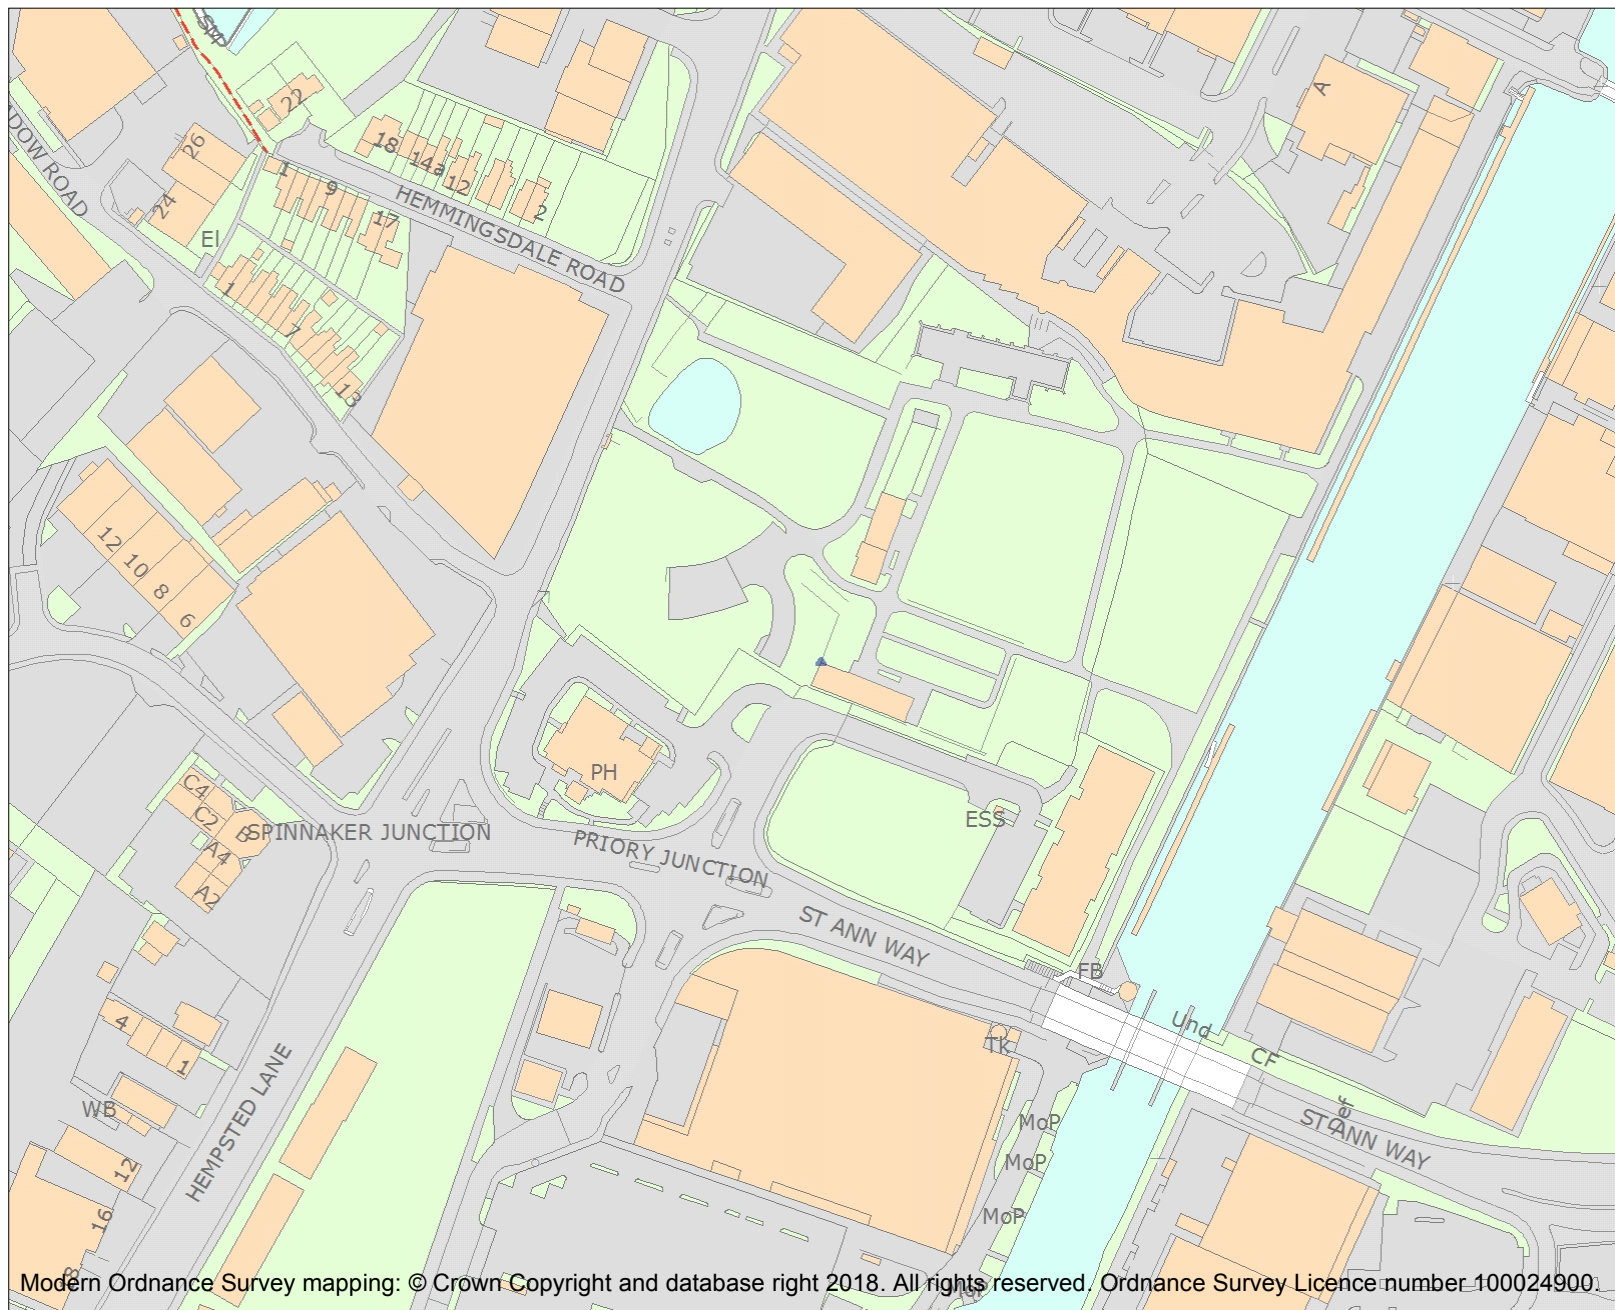 SMP
22
26
18
14a
12
2
1
9
17
24
HEMMINGSDALE ROAD
DOW ROAD
El
1
7
13
A
12
10
8
6
PH
C4
C2
B
A4
A2
SPINNAKER JUNCTION
PRIORY JUNCTION
ESS
ST ANN WAY
FB
Und
CF
Tk
4
1
WB
HEMPSTED LANE
12
16
MoP
MoP
MoP
MoP
ST ANN WAY
Modern Ordnance Survey mapping: © Crown Copyright and database right 2018. All rights reserved. Ordnance Survey Licence number 100024900.